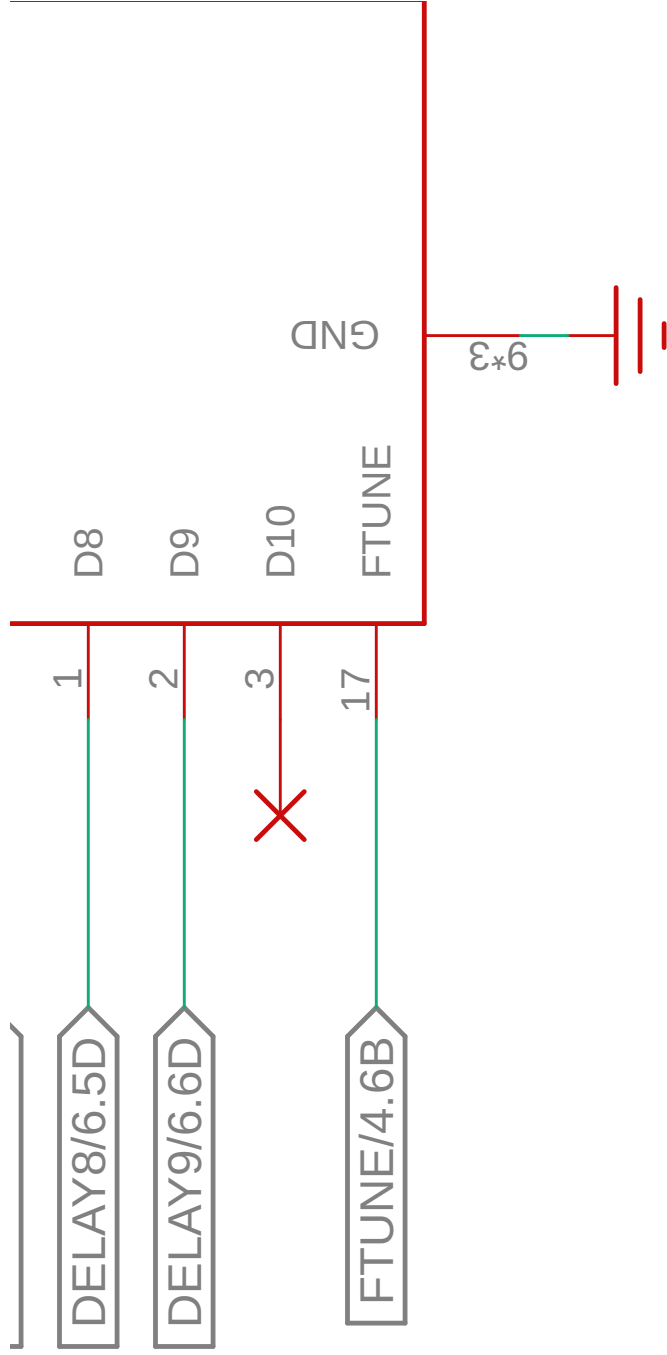 GND
6*3
D8
D9
D10
FTUNE
1
2
3
17
DELAY8/6.5D
DELAY9/6.6D
FTUNE/4.6B